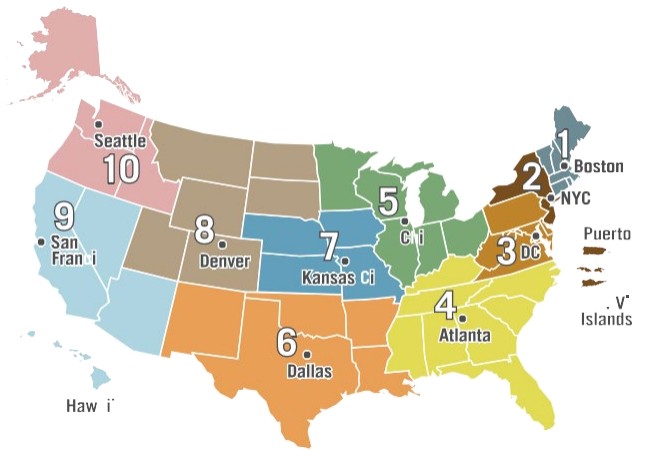 1
Seattle
Boston
10
2
5
NYC
9
8
7
Puerto
San
3
DC
Denver
Kansas
4
Islands
6
Atlanta
Dallas